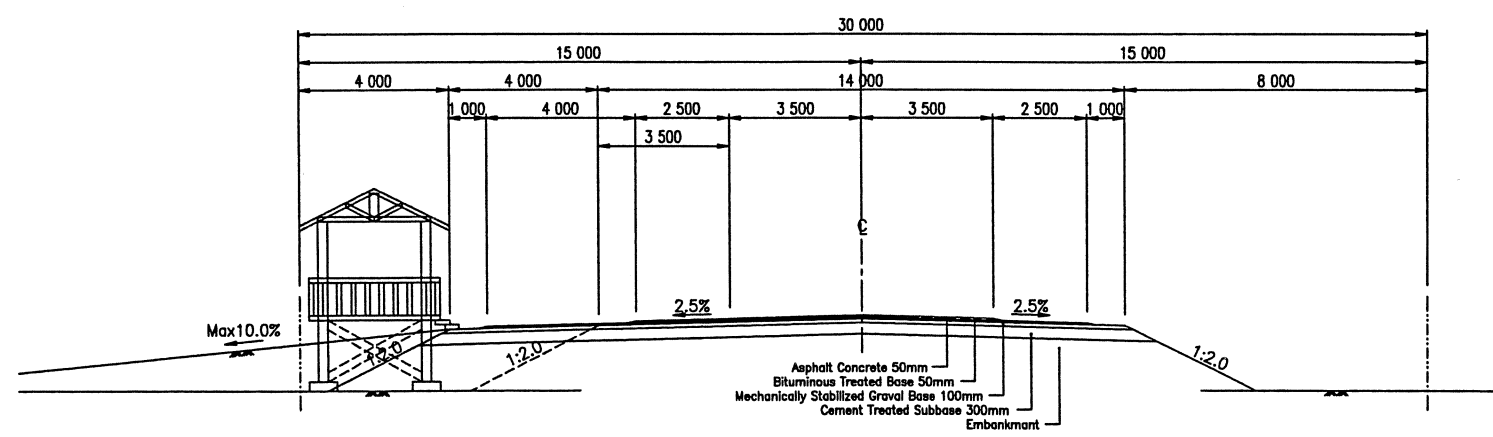 30 000
15 000 15 000
4 000 4 000 14 000 8 000
1 000 4 000 2 500 3 500 3 500 2 500 1 000
3 500
℄
2.5% 2.5%
Max10.0%
1:2.0 1:2.0 1:2.0
Asphalt Concrete 50mm
Bituminous Treated Base 50mm
Mechanically Stabilized Graval Base 100mm
Cement Treated Subbase 300mm
Embankmant